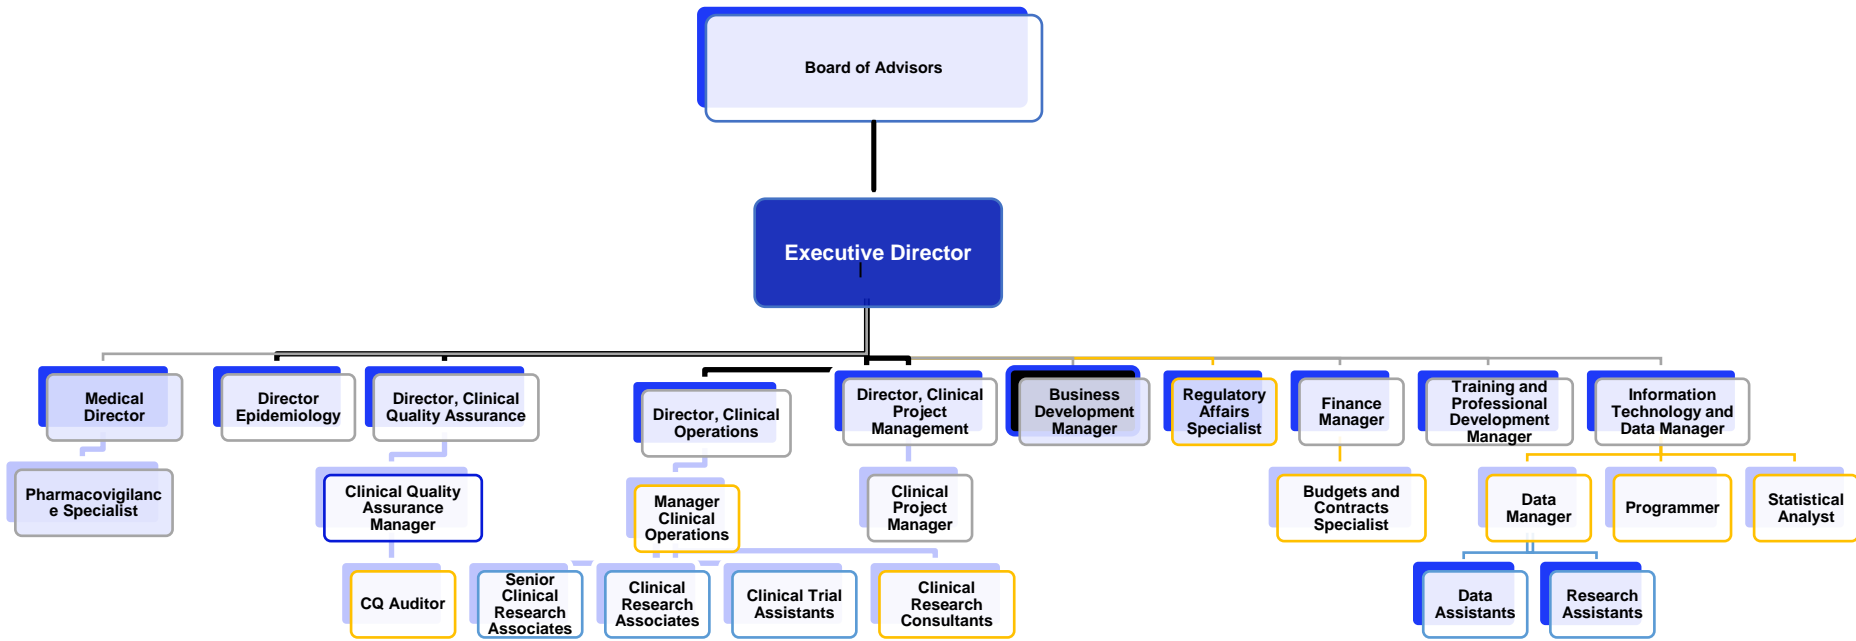 Board of Advisors
Executive Director
Medical
Director
Director
Epidemiology
Director, Clinical
Quality Assurance
Director, Clinical
Operations
Director, Clinical
Project
Management
Business
Development
Manager
Regulatory
Affairs
Specialist
Finance
Manager
Training and
Professional
Development
Manager
Information
Technology and
Data Manager
Pharmacovigilanc
e Specialist
Clinical Quality
Assurance
Manager
Manager
Clinical
Operations
Clinical
Project
Manager
Budgets and
Contracts
Specialist
Data
Manager
Programmer
Statistical
Analyst
CQ Auditor
Senior
Clinical
Research
Associates
Clinical
Research
Associates
Clinical Trial
Assistants
Clinical
Research
Consultants
Data
Assistants
Research
Assistants